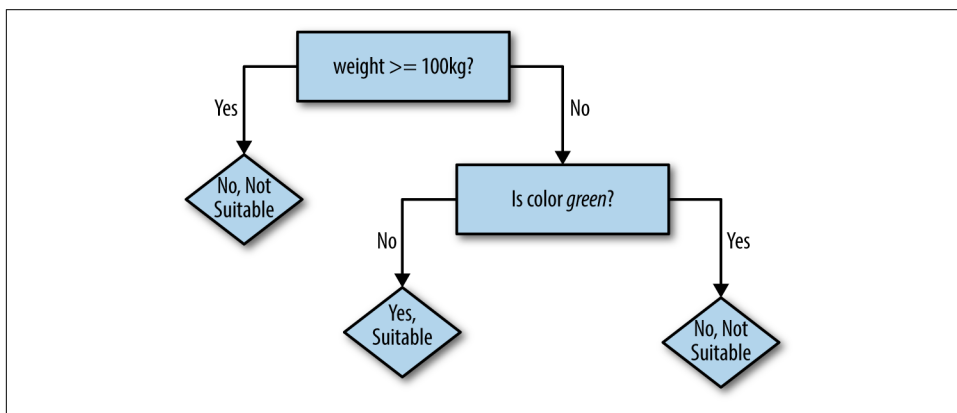 weight >= 100kg?
Yes
No
No, Not
Suitable
Is color green?
No
Yes
Yes,
Suitable
No, Not
Suitable